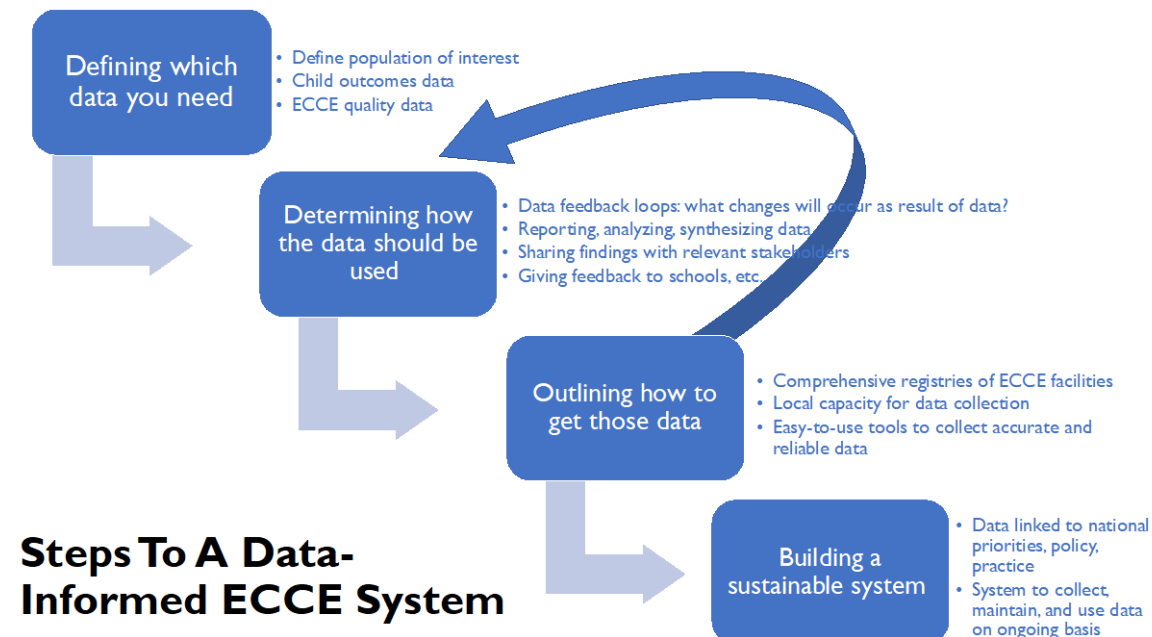 Defining which
data you need
• Define population of interest
• Child outcomes data
• ECCE quality data
Determining how
the data should be
used
• Data feedback loops: what changes will occur as result of data?
• Reporting, analyzing, synthesizing data
• Sharing findings with relevant stakeholders
• Giving feedback to schools, etc.
Outlining how to
get those data
• Comprehensive registries of ECCE facilities
• Local capacity for data collection
• Easy-to-use tools to collect accurate and
reliable data
Building a
sustainable system
• Data linked to national
priorities, policy,
practice
• System to collect,
maintain, and use data
on ongoing basis
Steps To A Data-
Informed ECCE System